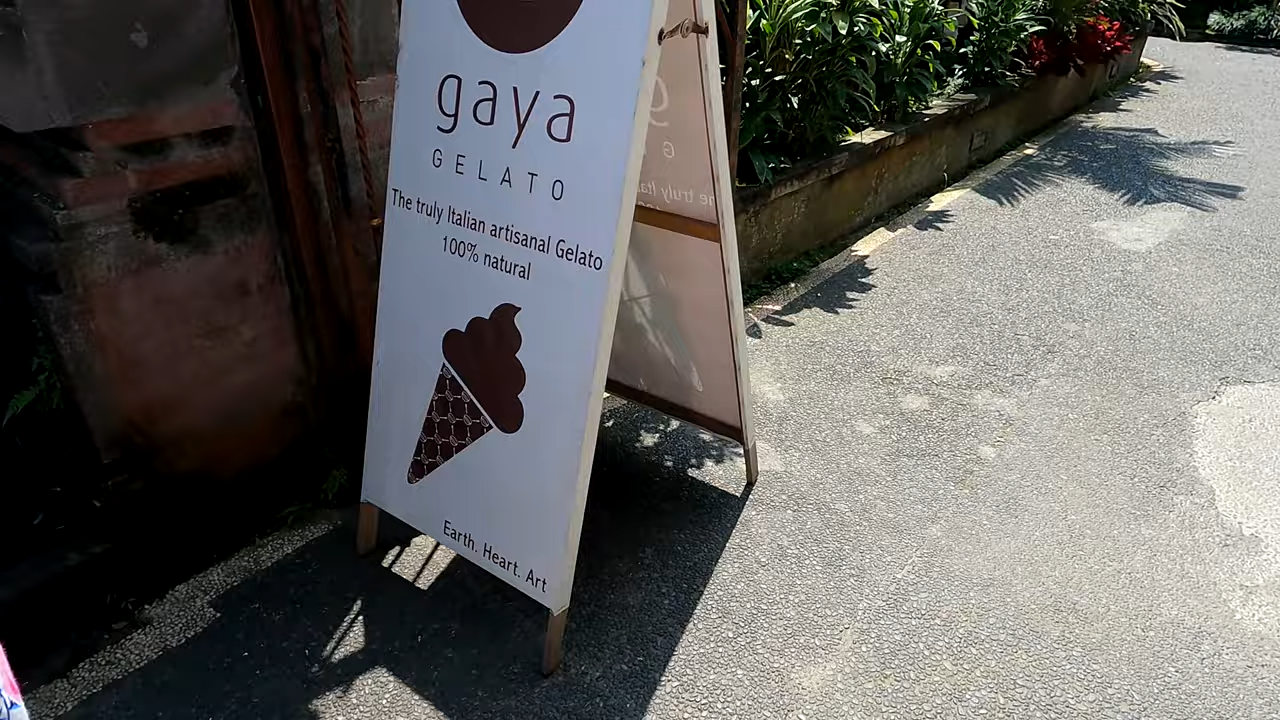 gaya
GELATO
The truly Italian artisanal Gelato
100% natural
Earth. Heart. Art